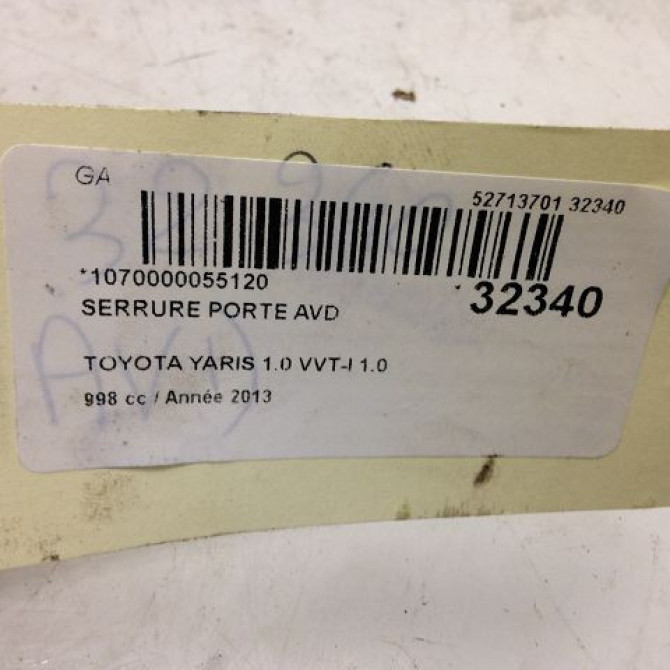 GA
52713701 32340
*1070000055120
32340
SERRURE PORTE AVD
TOYOTA YARIS 1.0 VVT-I 1.0
998 cc / Année 2013
AVD